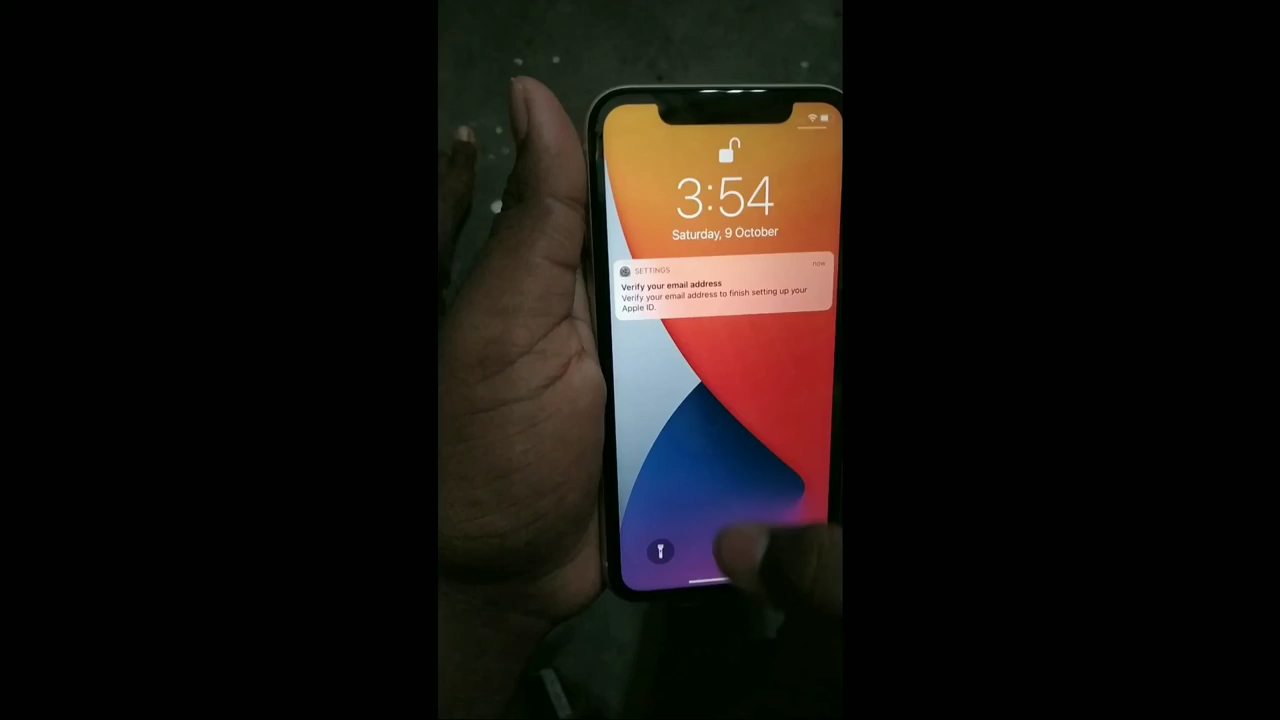 3:54
Saturday, 9 October
SETTINGS
now
Verify your email address
Verify your email address to finish setting up your
Apple ID.